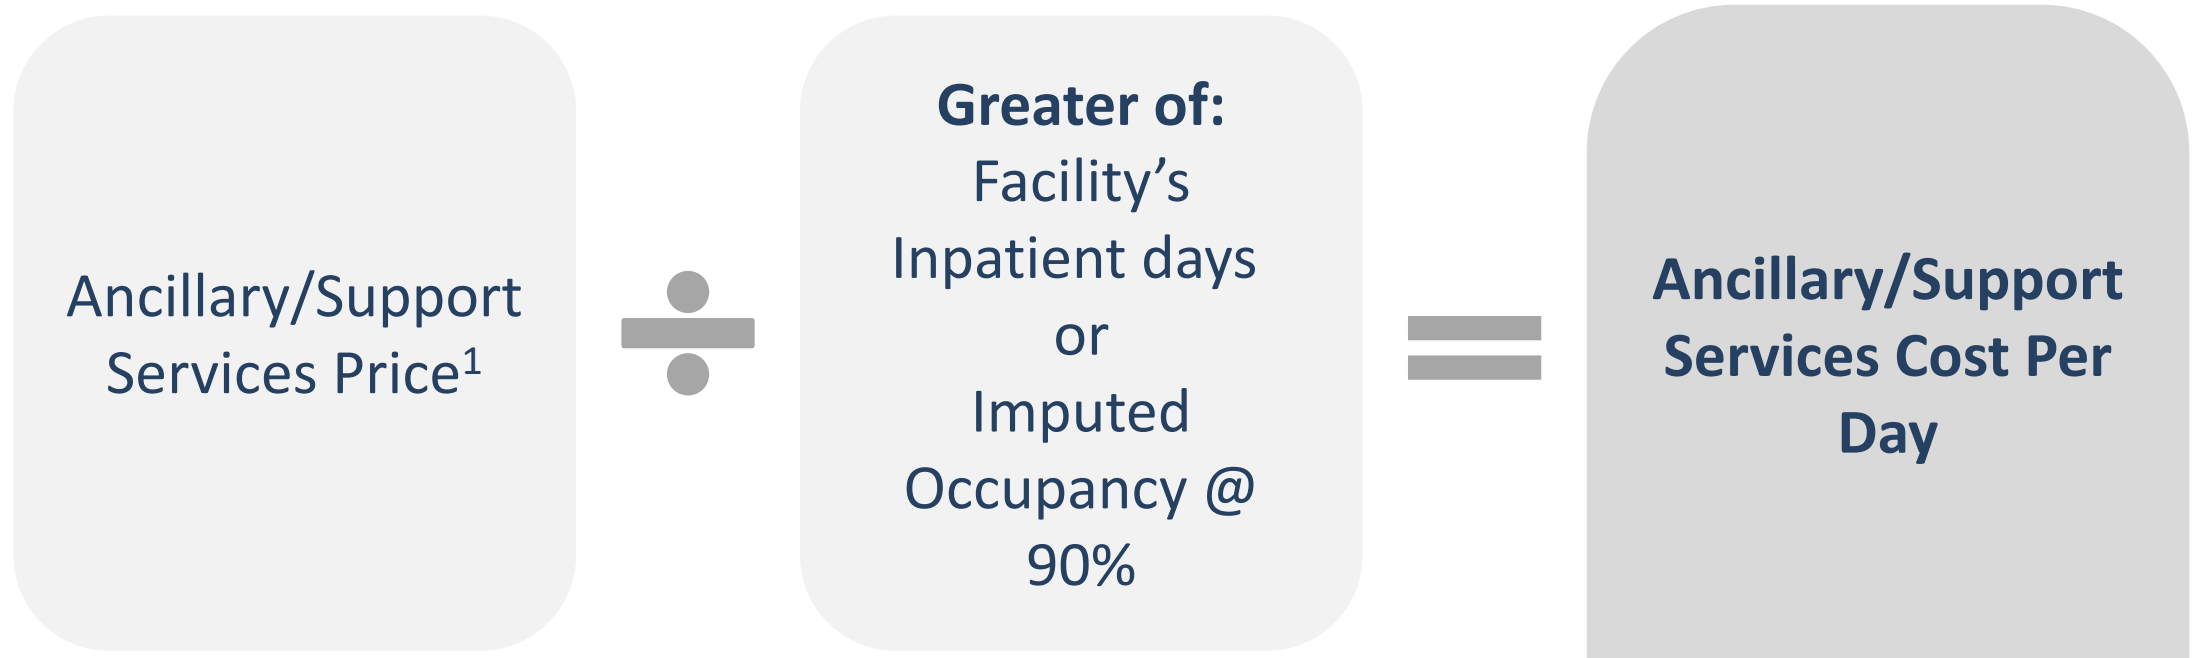 Ancillary/Support
Services Price¹
÷
Greater of:
Facility’s
Inpatient days
or
Imputed
Occupancy @
90%
=
Ancillary/Support
Services Cost Per
Day